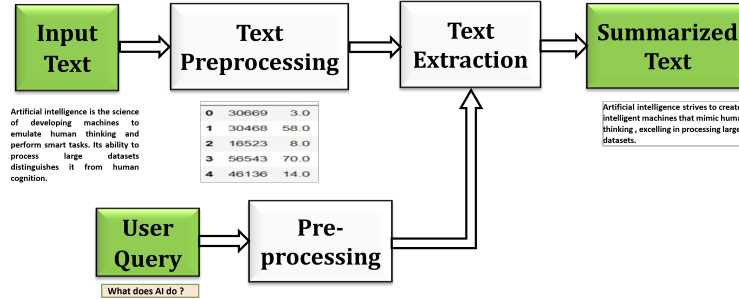 Input
Text
Text
Preprocessing
Text
Extraction
Summarized
Text
Artificial intelligence is the science
of developing machines to
emulate human thinking and
perform smart tasks. Its ability to
process large datasets
distinguishes it from human
cognition.
0 30669 3.0
1 30468 58.0
2 16523 8.0
3 56543 70.0
4 46136 14.0
Artificial intelligence strives to create
intelligent machines that mimic human
thinking , excelling in processing large
datasets.
User
Query
Pre-
processing
What does AI do ?